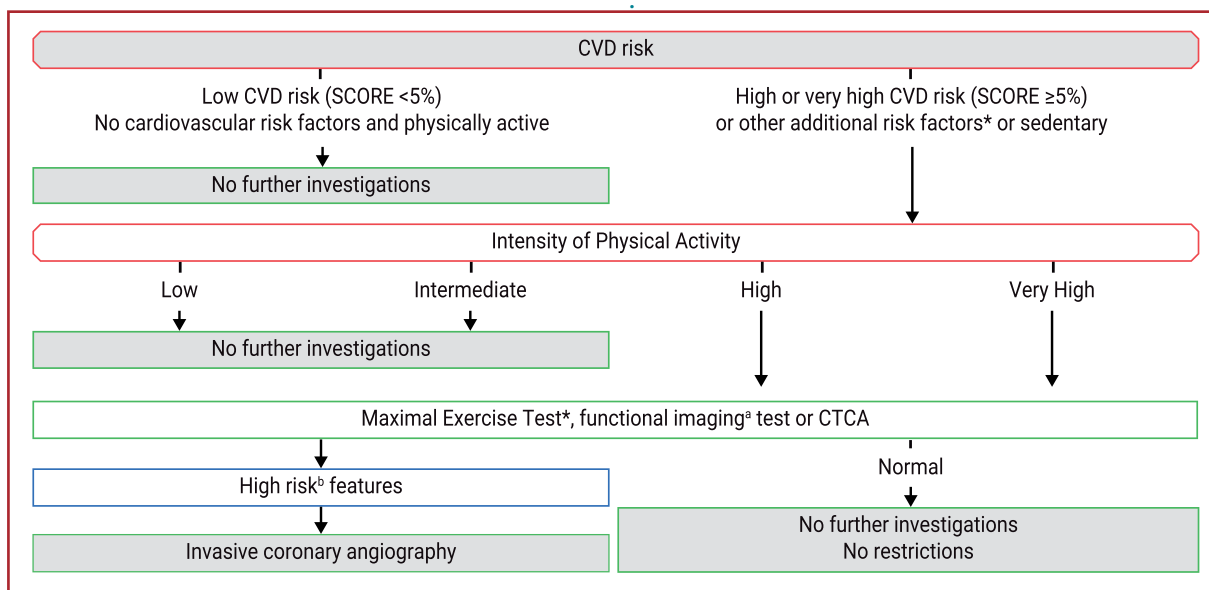 CVD risk
Low CVD risk (SCORE <5%)
No cardiovascular risk factors and physically active
High or very high CVD risk (SCORE ≥5%)
or other additional risk factors* or sedentary
No further investigations
Intensity of Physical Activity
Low
Intermediate
High
Very High
No further investigations
Maximal Exercise Test*, functional imagingᵃ test or CTCA
Normal
High riskᵇ features
No further investigations
No restrictions
Invasive coronary angiography